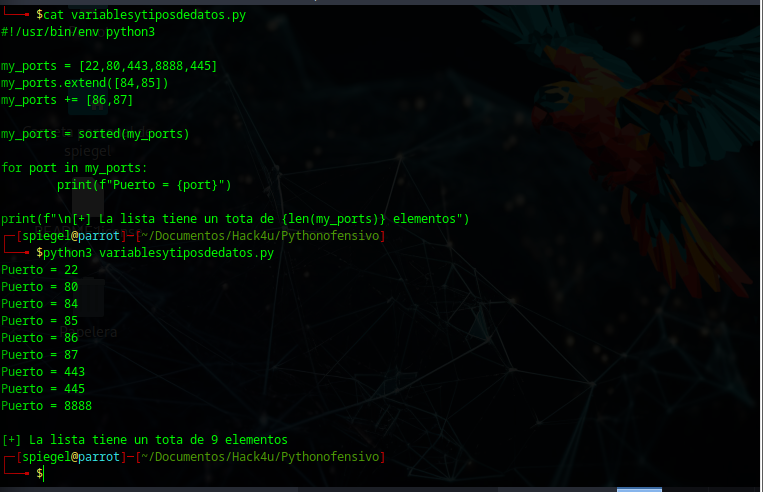 └──╼ $cat variablesytiposdedatos.py
#!/usr/bin/env python3

my_ports = [22,80,443,8888,445]
my_ports.extend([84,85])
my_ports += [86,87]

my_ports = sorted(my_ports)
spiegel
for port in my_ports:
        print(f"Puerto = {port}")

print(f"\n[+] La lista tiene un tota de {len(my_ports)} elementos")
┌─[spiegel@parrot]─[~/Documentos/Hack4u/Pythonofensivo]
└──╼ $python3 variablesytiposdedatos.py
Puerto = 22
Puerto = 80
Puerto = 84
Puerto = 85
Puerto = 86
Papelera
Puerto = 87
Puerto = 443
Puerto = 445
Puerto = 8888

[+] La lista tiene un tota de 9 elementos
┌─[spiegel@parrot]─[~/Documentos/Hack4u/Pythonofensivo]
└──╼ $